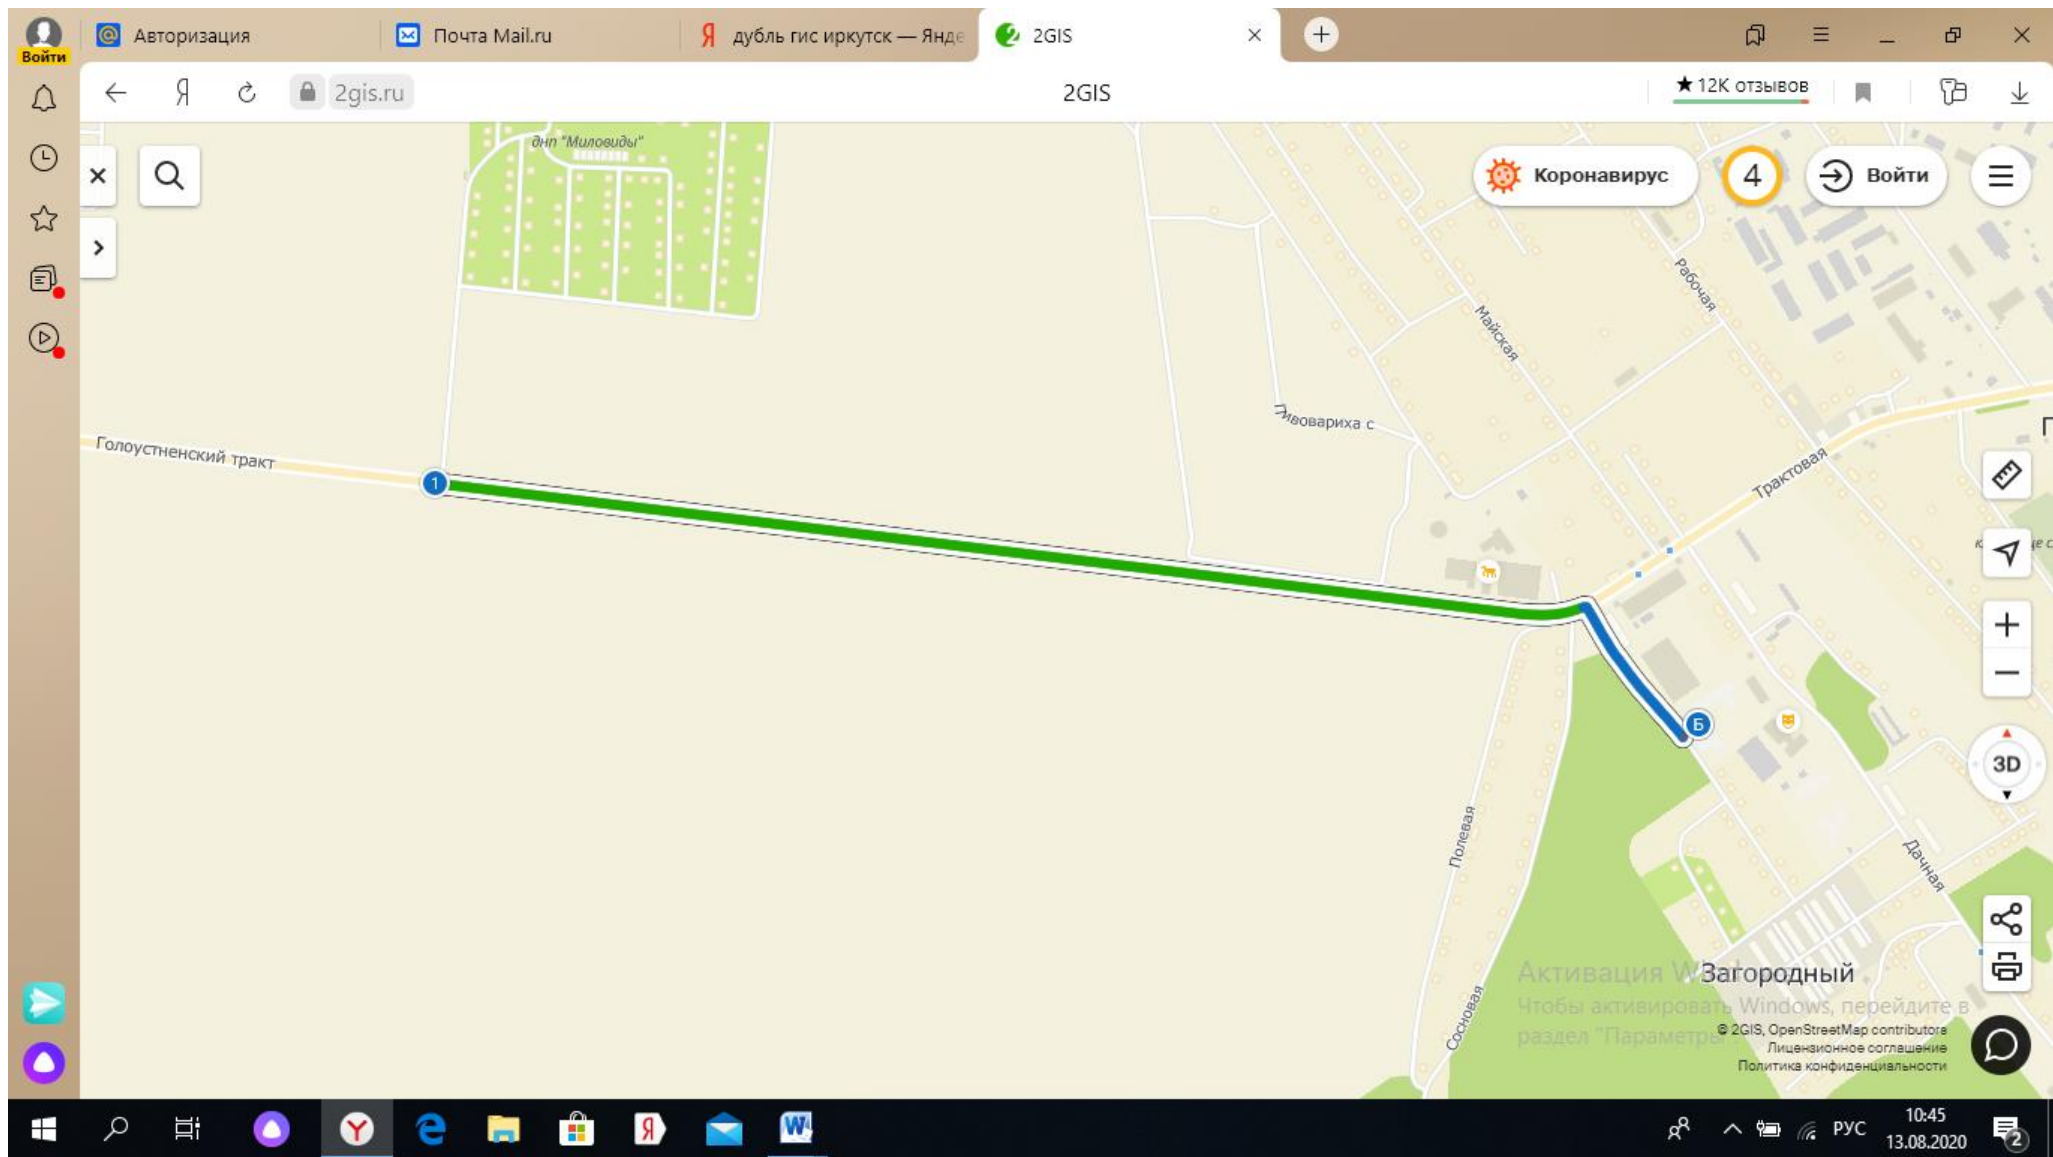 Авторизация
Почта Mail.ru
Я дубль гис иркутск — Янде
2GIS
Войти
Я
2gis.ru
2GIS
★ 12K отзывов
днп "Миловиды"
Коронавирус
4
Войти
Рабочая
Майская
Пивовариха с
Голоустненский тракт
Трактовая
1
Б
3D
Полевая
Дачная
Сосновая
Загородный
Активация W
Чтобы активировать Windows, перейдите в
раздел "Параметры
© 2GIS, OpenStreetMap contributors
Лицензионное соглашение
Политика конфиденциальности
РУС
10:45
13.08.2020
2